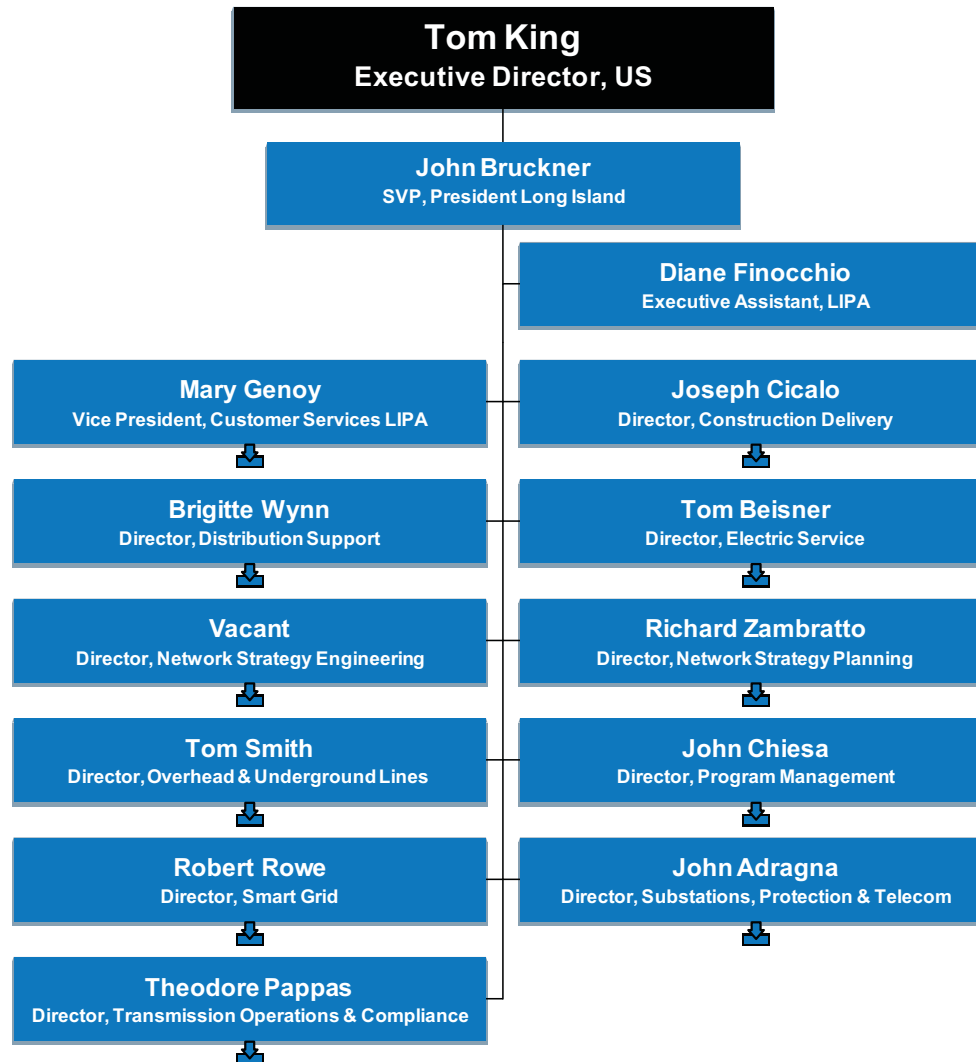 Tom King
Executive Director, US
John Bruckner
SVP, President Long Island
Diane Finocchio
Executive Assistant, LIPA
Mary Genoy
Vice President, Customer Services LIPA
Joseph Cicalo
Director, Construction Delivery
Brigitte Wynn
Director, Distribution Support
Tom Beisner
Director, Electric Service
Vacant
Director, Network Strategy Engineering
Richard Zambratto
Director, Network Strategy Planning
Tom Smith
Director, Overhead & Underground Lines
John Chiesa
Director, Program Management
Robert Rowe
Director, Smart Grid
John Adragna
Director, Substations, Protection & Telecom
Theodore Pappas
Director, Transmission Operations & Compliance